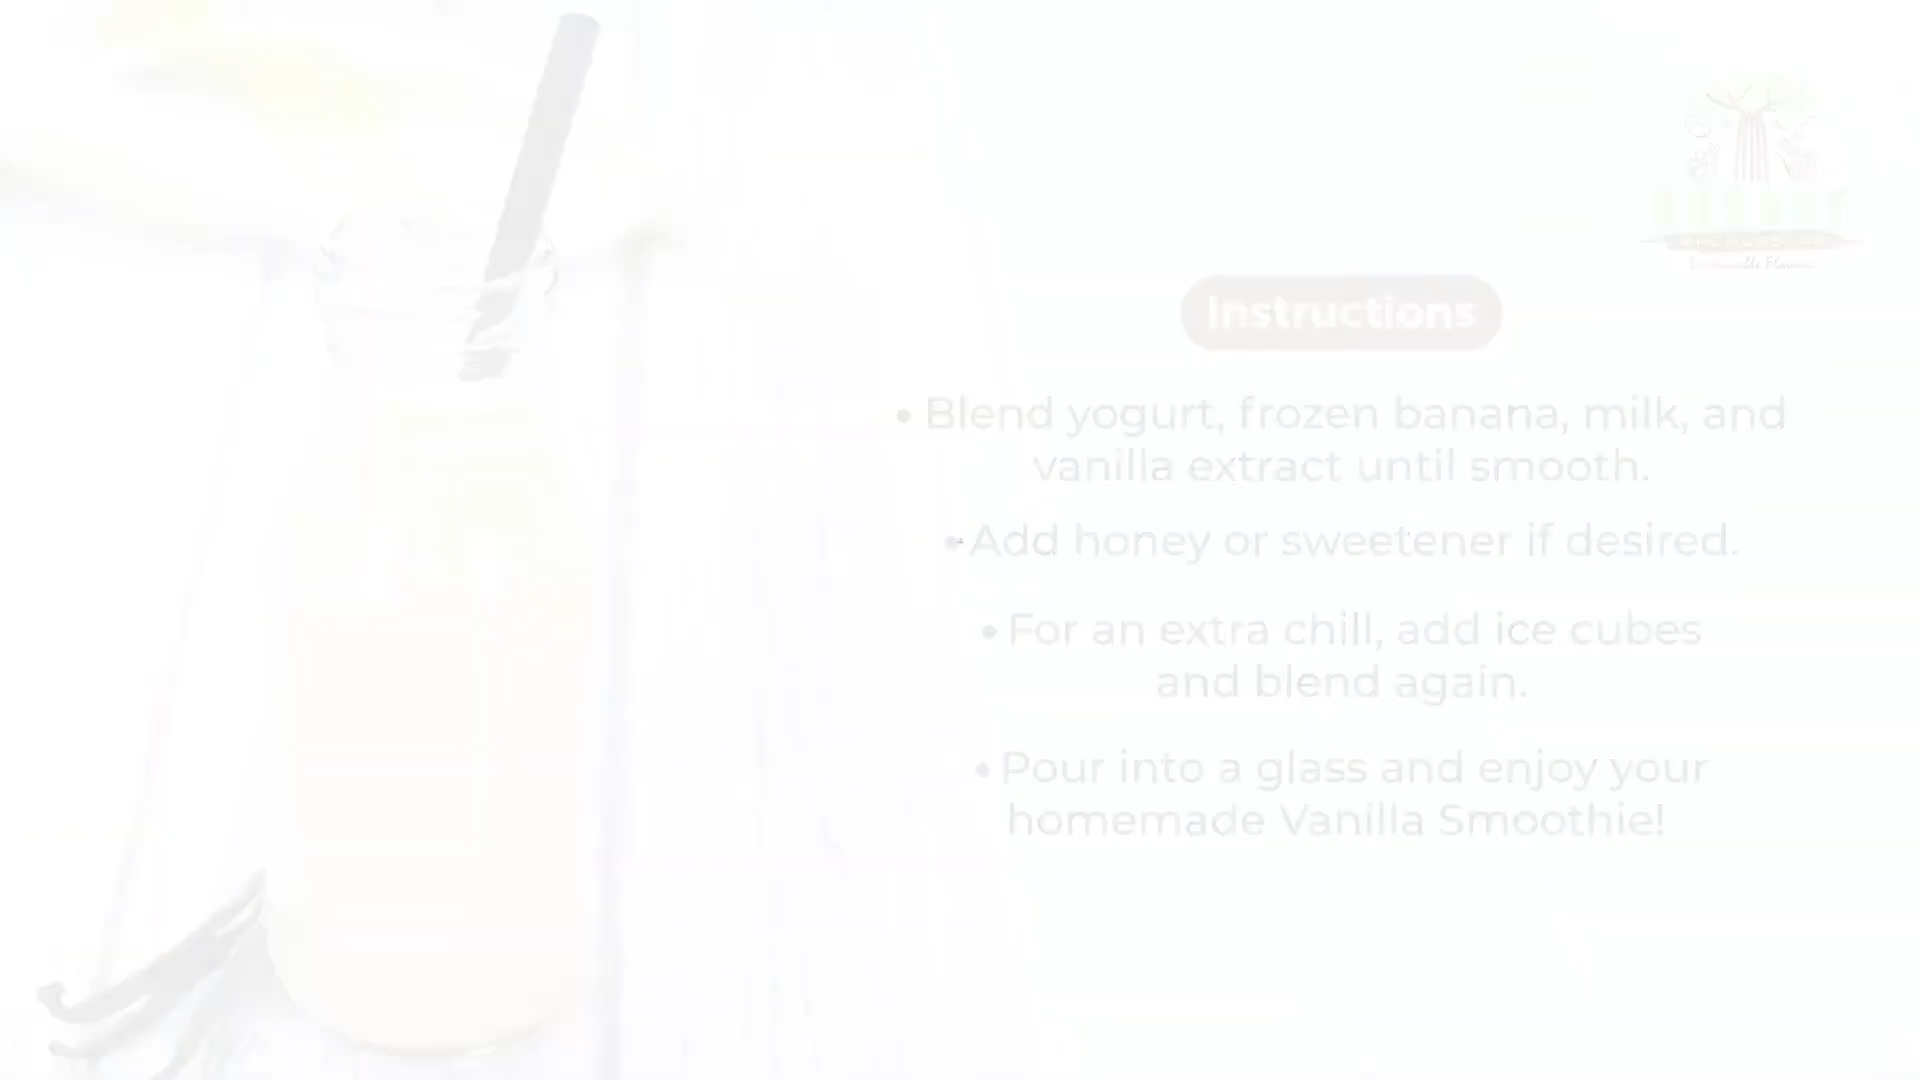 Instructions
• Blend yogurt, frozen banana, milk, and
vanilla extract until smooth.
• Add honey or sweetener if desired.
• For an extra chill, add ice cubes
and blend again.
• Pour into a glass and enjoy your
homemade Vanilla Smoothie!